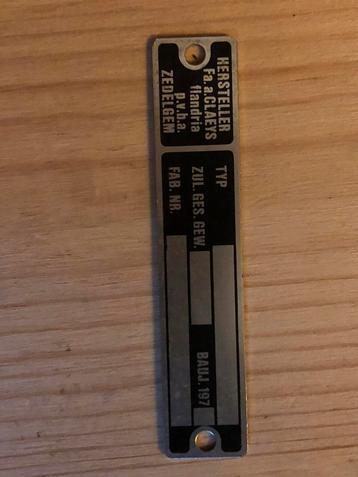 HERSTELLER
Fa. a. CLAEYS
flandria
p.v.b.a.
ZEDELGEM
TYP
ZUL. GES. GEW.
FAB. NR.
BAUJ. 197